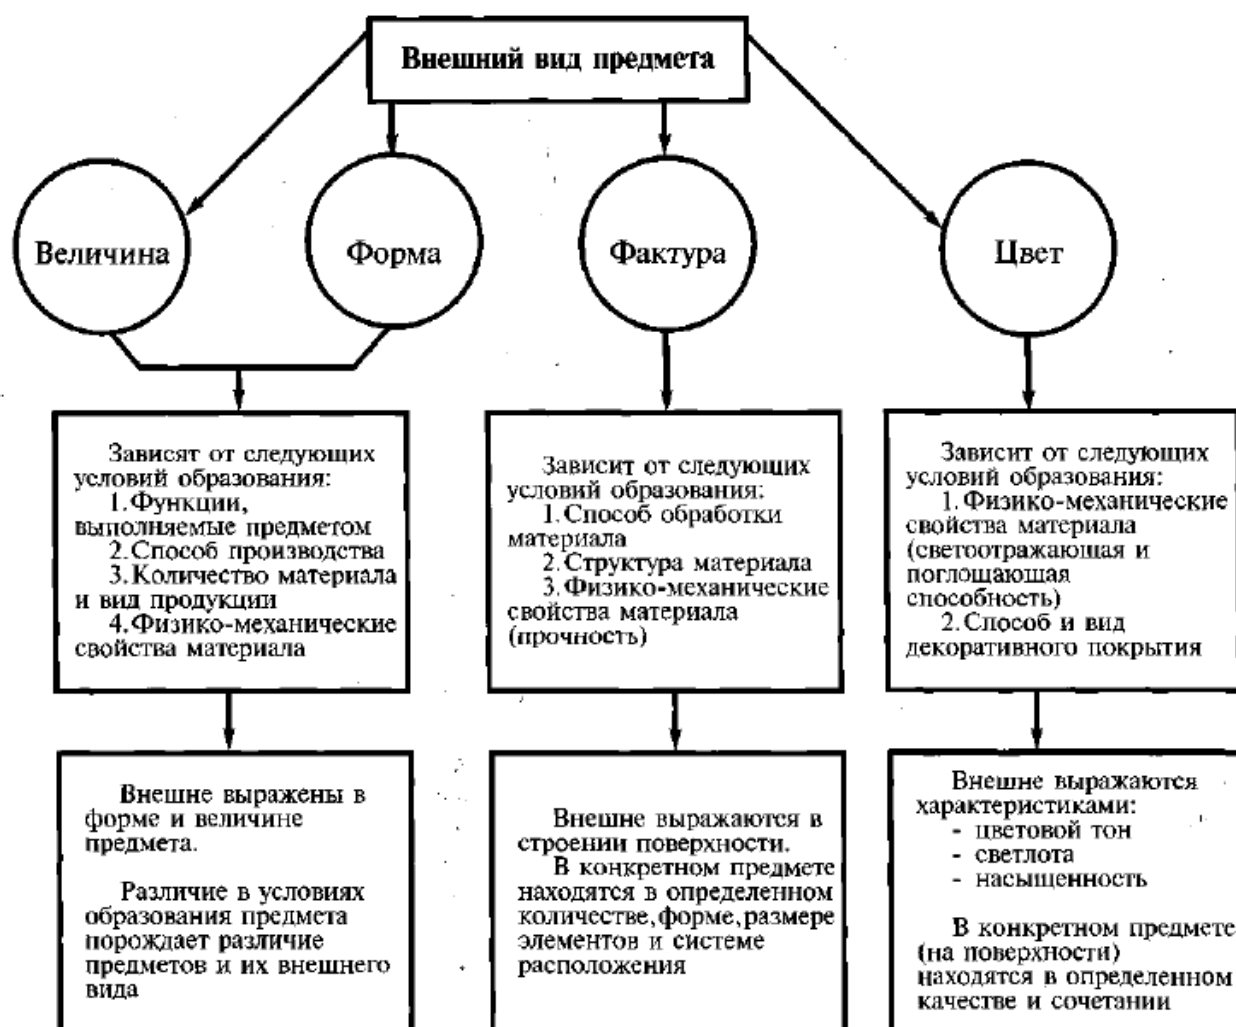 Внешний вид предмета
Величина
Форма
Фактура
Цвет
Зависят от следующих
условий образования:
1.Функции,
выполняемые предметом
2.Способ производства
3.Количество материала
и вид продукции
4.Физико-механические
свойства материала
Зависит от следующих
условий образования:
1.Способ обработки
материала
2.Структура материала
3.Физико-механические
свойства материала
(прочность)
Зависит от следующих
условий образования:
1.Физико-механические
свойства материала
(светоотражающая и
поглощающая
способность)
2.Способ и вид
декоративного покрытия
Внешне выражены в
форме и величине
предмета.
Различие в условиях
образования предмета
порождает различие
предметов и их внешнего
вида
Внешне выражаются в
строении поверхности.
В конкретном предмете
находятся в определенном
количестве,форме,размере
элементов и системе
расположения
Внешне выражаются
характеристиками:
- цветовой тон
- светлота
- насыщенность
В конкретном предмете
(на поверхности)
находятся в определенном
качестве и сочетании